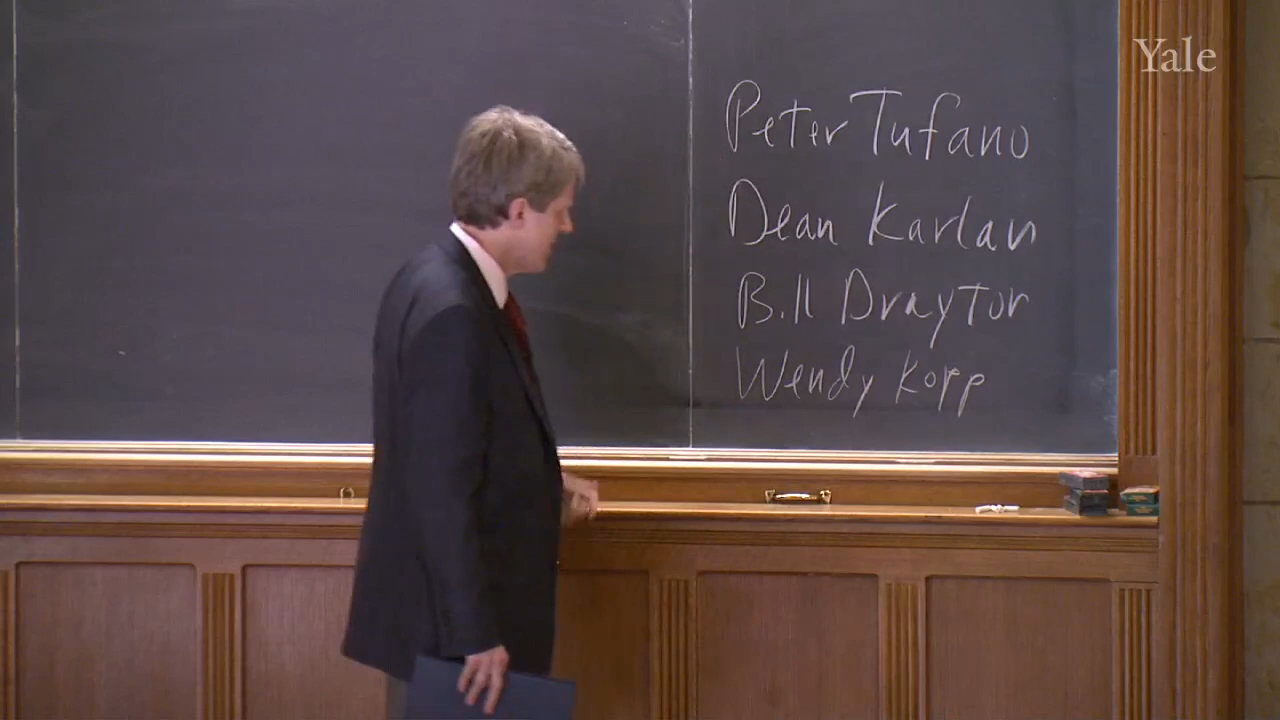 Yale
Peter Tufano
Dean Karlan
Bill Drayton
Wendy Kopp